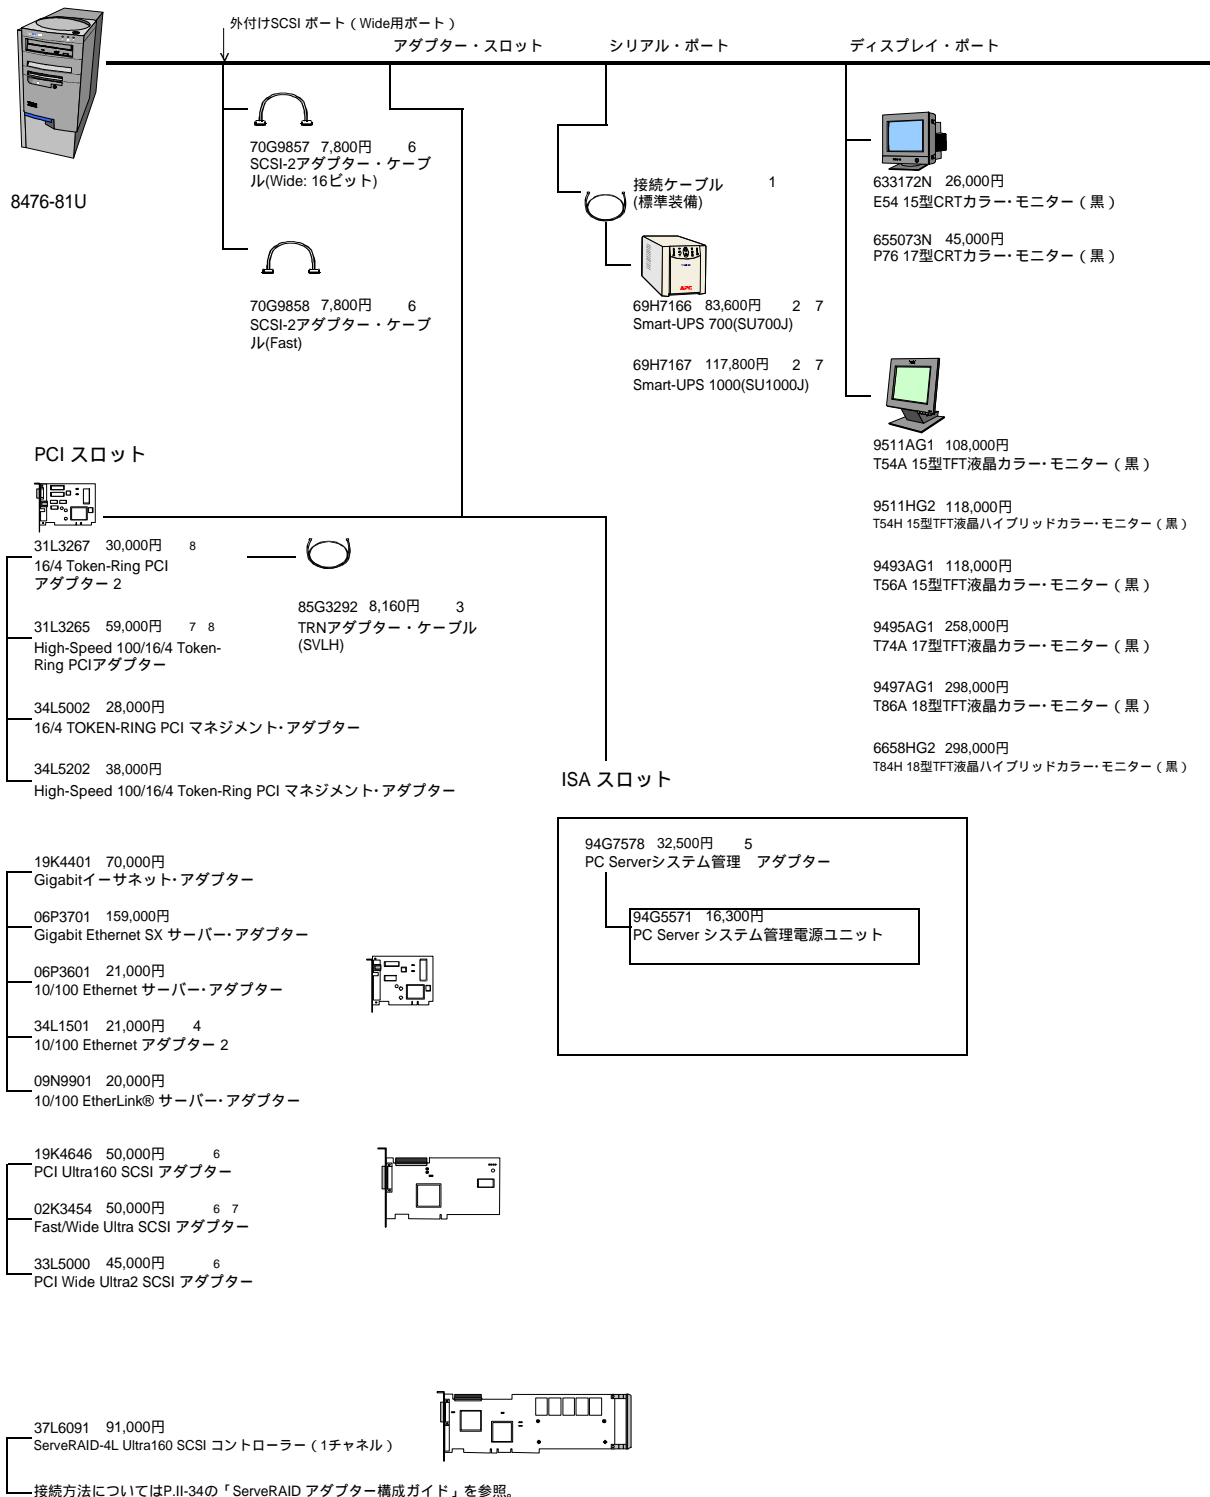 外付けSCSI ポート（Wide用ポート）
アダプター・スロット
シリアル・ポート
ディスプレイ・ポート
8476-81U
70G9857 7,800円 6
SCSI-2アダプター・ケーブ
ル(Wide: 16ビット)
70G9858 7,800円 6
SCSI-2アダプター・ケーブ
ル(Fast)
接続ケーブル 1
(標準装備)
APC
69H7166 83,600円 2 7
Smart-UPS 700(SU700J)
69H7167 117,800円 2 7
Smart-UPS 1000(SU1000J)
633172N 26,000円
E54 15型CRTカラー・モニター（黒）
655073N 45,000円
P76 17型CRTカラー・モニター（黒）
9511AG1 108,000円
T54A 15型TFT液晶カラー・モニター（黒）
9511HG2 118,000円
T54H 15型TFT液晶ハイブリッドカラー・モニター（黒）
9493AG1 118,000円
T56A 15型TFT液晶カラー・モニター（黒）
9495AG1 258,000円
T74A 17型TFT液晶カラー・モニター（黒）
9497AG1 298,000円
T86A 18型TFT液晶カラー・モニター（黒）
6658HG2 298,000円
T84H 18型TFT液晶ハイブリッドカラー・モニター（黒）
PCI スロット
31L3267 30,000円 8
16/4 Token-Ring PCI
アダプター 2
85G3292 8,160円 3
TRNアダプター・ケーブル
(SVLH)
31L3265 59,000円 7 8
High-Speed 100/16/4 Token-
Ring PCIアダプター
34L5002 28,000円
16/4 TOKEN-RING PCI マネジメント・アダプター
34L5202 38,000円
High-Speed 100/16/4 Token-Ring PCI マネジメント・アダプター
ISA スロット
94G7578 32,500円 5
PC Serverシステム管理　アダプター
94G5571 16,300円
PC Server システム管理電源ユニット
19K4401 70,000円
Gigabitイーサネット・アダプター
06P3701 159,000円
Gigabit Ethernet SX サーバー・アダプター
06P3601 21,000円
10/100 Ethernet サーバー・アダプター
34L1501 21,000円 4
10/100 Ethernet アダプター 2
09N9901 20,000円
10/100 EtherLink® サーバー・アダプター
19K4646 50,000円 6
PCI Ultra160 SCSI アダプター
02K3454 50,000円 6 7
Fast/Wide Ultra SCSI アダプター
33L5000 45,000円 6
PCI Wide Ultra2 SCSI アダプター
37L6091 91,000円
ServeRAID-4L Ultra160 SCSI コントローラー（1チャネル）
接続方法についてはP.II-34の「ServeRAID アダプター構成ガイド」を参照。